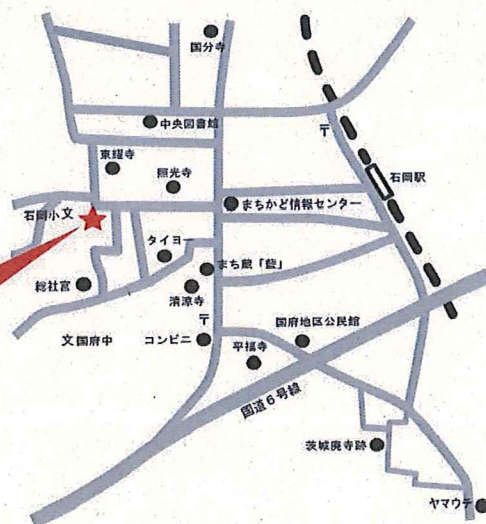 国分寺
〒
中央図書館
東耀寺
照光寺
石岡駅
まちかど情報センター
石岡小文
タイヨー
まち蔵「藍」
総社宮
清凉寺
〒
国府地区公民館
文国府中
コンビニ
平福寺
国道6号線
茨城廃寺跡
ヤマウチ